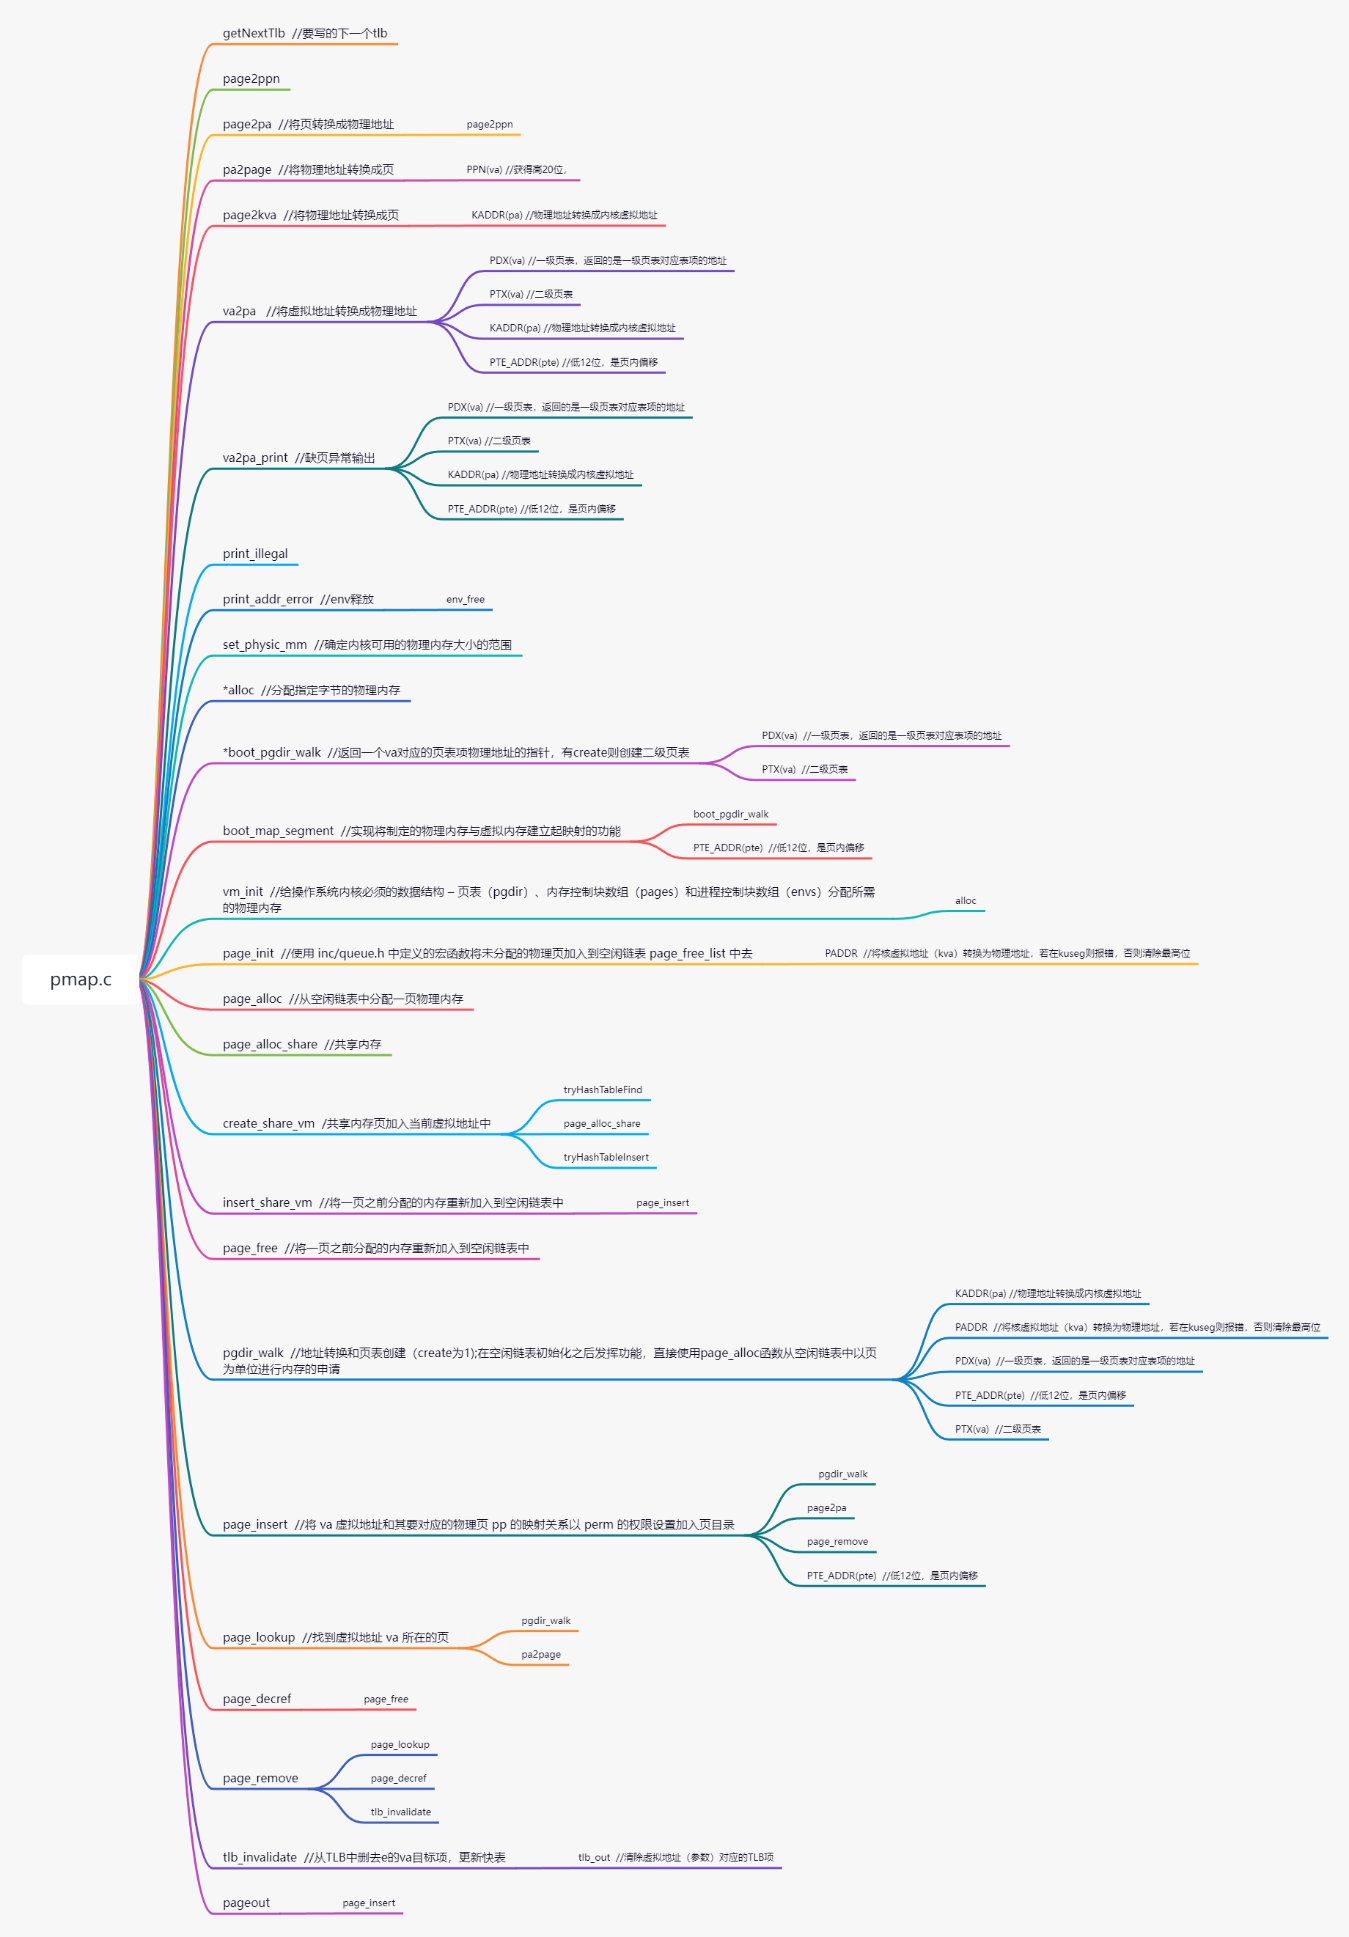 pmap.c
getNextTlb //要写的下一个tlb
page2ppn
page2pa //将页转换成物理地址
page2ppn
pa2page //将物理地址转换成页
PPN(va) //获得高20位，
page2kva //将物理地址转换成页
KADDR(pa) //物理地址转换成内核虚拟地址
va2pa //将虚拟地址转换成物理地址
PDX(va) //一级页表，返回的是一级页表对应表项的地址
PTX(va) //二级页表
KADDR(pa) //物理地址转换成内核虚拟地址
PTE_ADDR(pte) //低12位，是页内偏移
va2pa_print //缺页异常输出
PDX(va) //一级页表，返回的是一级页表对应表项的地址
PTX(va) //二级页表
KADDR(pa) //物理地址转换成内核虚拟地址
PTE_ADDR(pte) //低12位，是页内偏移
print_illegal
print_addr_error //env释放
env_free
set_physic_mm //确定内核可用的物理内存大小的范围
*alloc //分配指定字节的物理内存
*boot_pgdir_walk //返回一个va对应的页表项物理地址的指针，有create则创建二级页表
PDX(va) //一级页表，返回的是一级页表对应表项的地址
PTX(va) //二级页表
boot_map_segment //实现将制定的物理内存与虚拟内存建立起映射的功能
boot_pgdir_walk
PTE_ADDR(pte) //低12位，是页内偏移
vm_init //给操作系统内核必须的数据结构 – 页表（pgdir）、内存控制块数组（pages）和进程控制块数组（envs）分配所需
的物理内存
alloc
page_init //使用 inc/queue.h 中定义的宏函数将未分配的物理页加入到空闲链表 page_free_list 中去
PADDR //将核虚拟地址（kva）转换为物理地址，若在kuseg则报错，否则清除最高位
page_alloc //从空闲链表中分配一页物理内存
page_alloc_share //共享内存
create_share_vm /共享内存页加入当前虚拟地址中
tryHashTableFind
page_alloc_share
tryHashTableInsert
insert_share_vm //将一页之前分配的内存重新加入到空闲链表中
page_insert
page_free //将一页之前分配的内存重新加入到空闲链表中
pgdir_walk //地址转换和页表创建（create为1);在空闲链表初始化之后发挥功能，直接使用page_alloc函数从空闲链表中以页
为单位进行内存的申请
KADDR(pa) //物理地址转换成内核虚拟地址
PADDR //将核虚拟地址（kva）转换为物理地址，若在kuseg则报错，否则清除最高位
PDX(va) //一级页表，返回的是一级页表对应表项的地址
PTE_ADDR(pte) //低12位，是页内偏移
PTX(va) //二级页表
page_insert //将 va 虚拟地址和其要对应的物理页 pp 的映射关系以 perm 的权限设置加入页目录
pgdir_walk
page2pa
page_remove
PTE_ADDR(pte) //低12位，是页内偏移
page_lookup //找到虚拟地址 va 所在的页
pgdir_walk
pa2page
page_decref
page_free
page_remove
page_lookup
page_decref
tlb_invalidate
tlb_invalidate //从TLB中删去e的va目标项，更新快表
tlb_out //清除虚拟地址（参数）对应的TLB项
pageout
page_insert